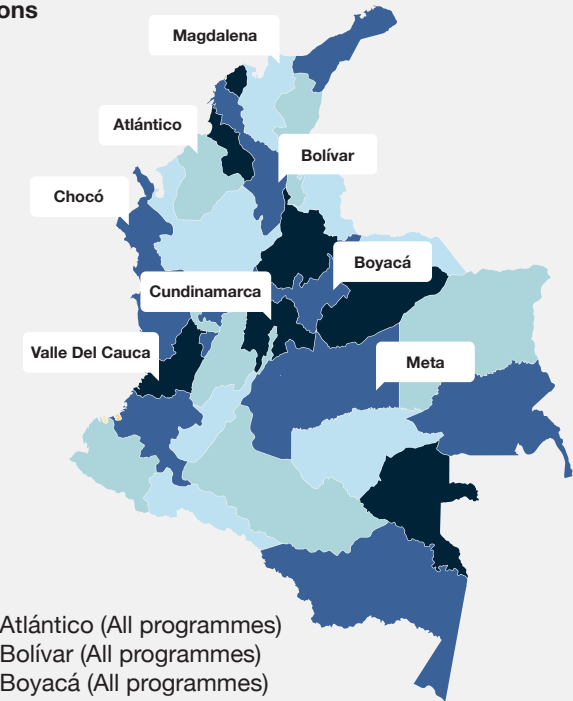 ons
Magdalena
Atlántico
Bolívar
Chocó
Boyacá
Cundinamarca
Valle Del Cauca
Meta
Atlántico (All programmes)
Bolívar (All programmes)
Boyacá (All programmes)